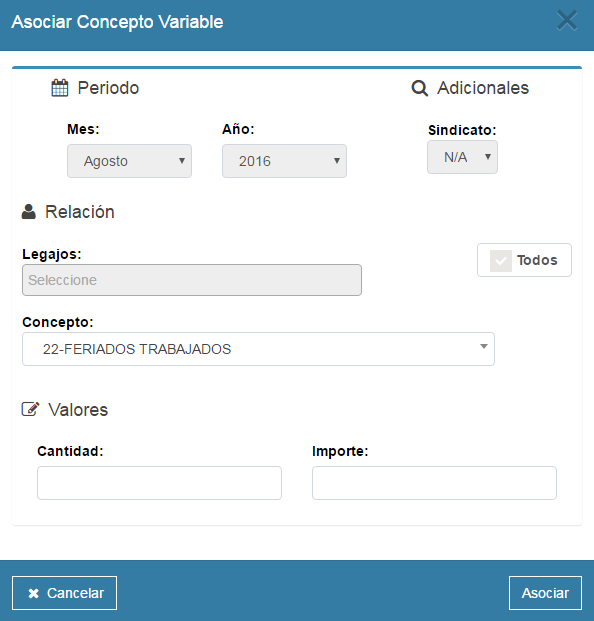 Asociar Concepto Variable
Periodo
Adicionales
Mes:
Año:
Sindicato:
Agosto
2016
N/A
Relación
Legajos:
Seleccione
Todos
Concepto:
22-FERIADOS TRABAJADOS
Valores
Cantidad:
Importe:
Cancelar
Asociar